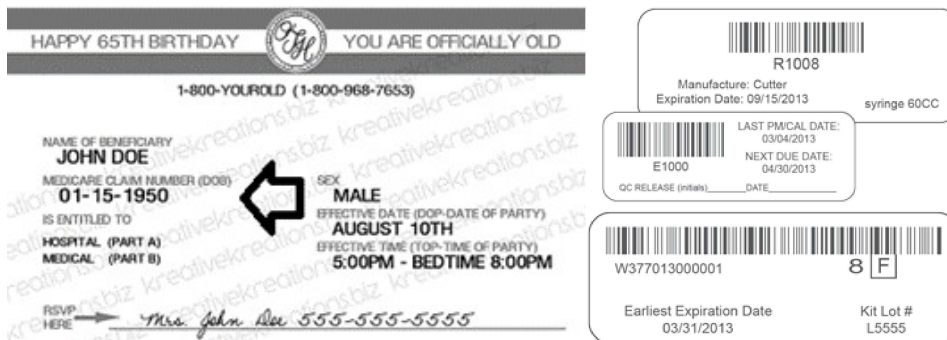 HAPPY 65TH BIRTHDAY
YOU ARE OFFICIALLY OLD
1-800-YOUROLD (1-800-968-7653)
NAME OF BENEFICIARY
JOHN DOE
MEDICARE CLAIM NUMBER (DOB)
01-15-1950
IS ENTITLED TO
HOSPITAL (PART A)
MEDICAL (PART B)
SEX
MALE
EFFECTIVE DATE (DOP-DATE OF PARTY)
AUGUST 10TH
EFFECTIVE TIME (TOP-TIME OF PARTY)
5:00PM - BEDTIME 8:00PM
RSVP
HERE
Mrs. John Doe 555-555-5555
kreativekreations.biz
R1008
Manufacture: Cutter
Expiration Date: 09/15/2013
syringe 60CC
LAST PM/CAL DATE:
03/04/2013
E1000
NEXT DUE DATE:
04/30/2013
QC RELEASE (initials)______DATE______
W377013000001
8 F
Earliest Expiration Date
03/31/2013
Kit Lot #
L5555